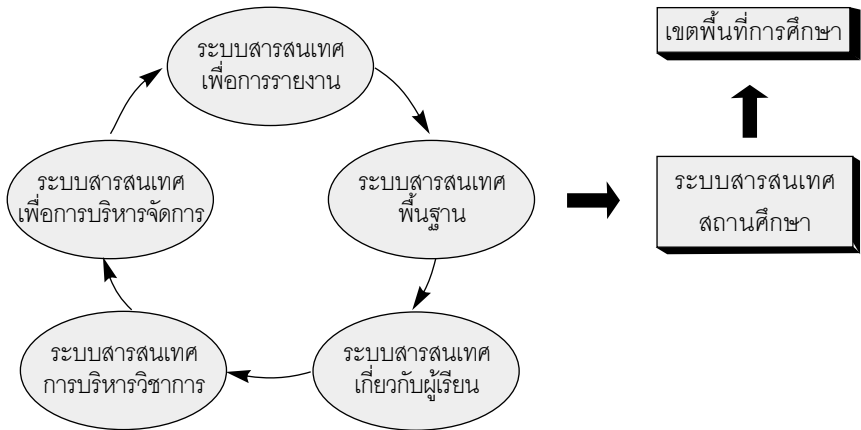 ระบบสารสนเทศ
เพื่อการรายงาน
เขตพื้นที่การศึกษา
ระบบสารสนเทศ
เพื่อการบริหารจัดการ
ระบบสารสนเทศ
พื้นฐาน
ระบบสารสนเทศ
สถานศึกษา
ระบบสารสนเทศ
การบริหารวิชาการ
ระบบสารสนเทศ
เกี่ยวกับผู้เรียน